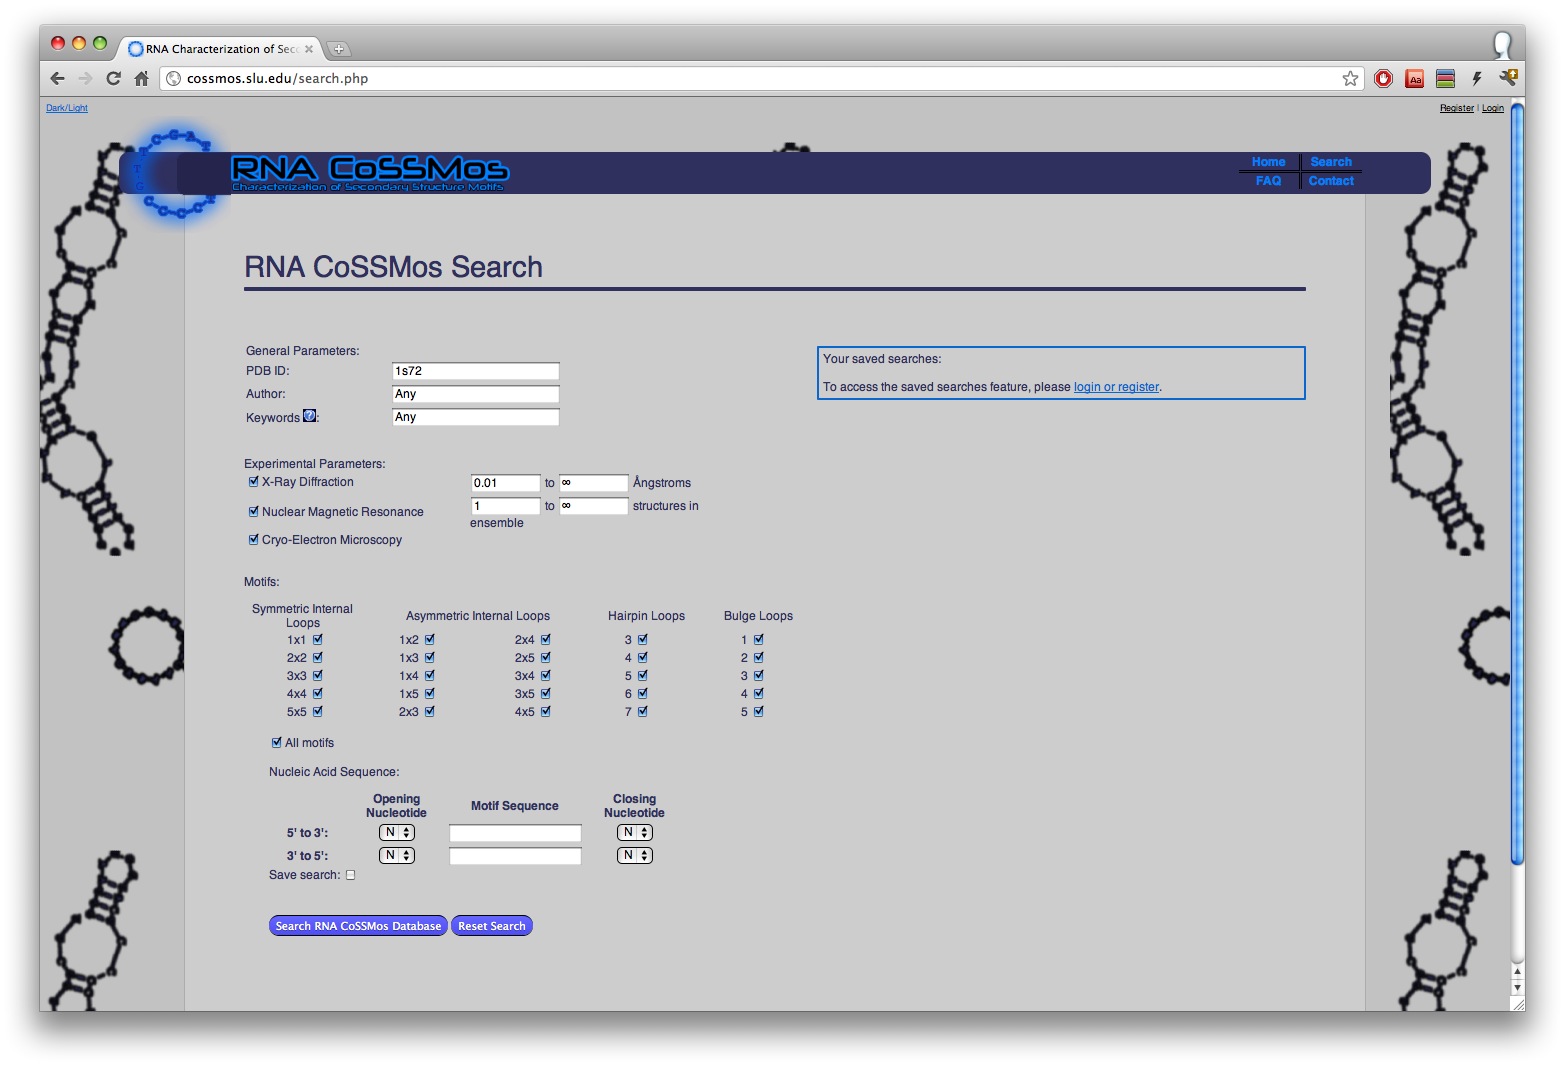 RNA Characterization of Sec
cossmos.slu.edu/search.php
Dark/Light
Register | Login
RNA CoSSMos
Characterization of Secondary Structure Motifs
Home Search
FAQ Contact
RNA CoSSMos Search
General Parameters:
PDB ID: 1s72
Author: Any
Keywords ?: Any
Your saved searches:
To access the saved searches feature, please login or register.
Experimental Parameters:
X-Ray Diffraction 0.01 to ∞ Ångstroms
Nuclear Magnetic Resonance 1 to ∞ structures in
ensemble
Cryo-Electron Microscopy
Motifs:
Symmetric Internal
Loops Asymmetric Internal Loops Hairpin Loops Bulge Loops
1x1 1x2 2x4 3 1
2x2 1x3 2x5 4 2
3x3 1x4 3x4 5 3
4x4 1x5 3x5 6 4
5x5 2x3 4x5 7 5
All motifs
Nucleic Acid Sequence:
Opening
Nucleotide Motif Sequence Closing
Nucleotide
5' to 3': N N
3' to 5': N N
Save search:
Search RNA CoSSMos Database Reset Search